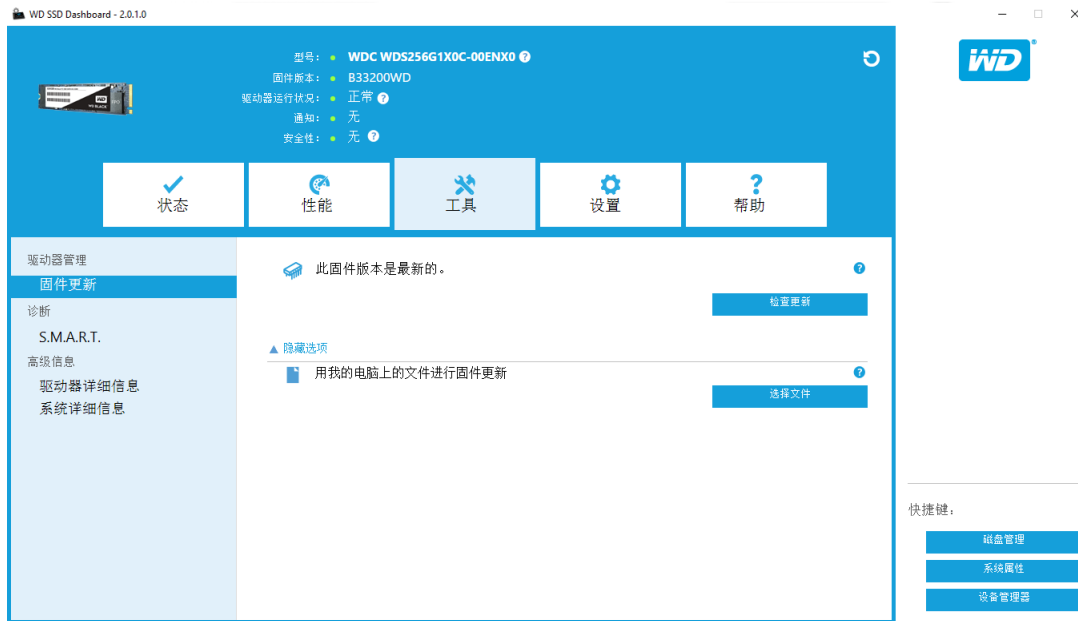 WD SSD Dashboard - 2.0.1.0
型号: WDC WDS256G1X0C-00ENX0 ?
固件版本: B33200WD
驱动器运行状况: 正常 ?
通知: 无
安全性: 无 ?
WD®
状态
性能
工具
设置
?
帮助
驱动器管理
固件更新
诊断
S.M.A.R.T.
高级信息
驱动器详细信息
系统详细信息
此固件版本是最新的。 ?
检查更新
隐藏选项
用我的电脑上的文件进行固件更新 ?
选择文件
快捷键:
磁盘管理
系统属性
设备管理器